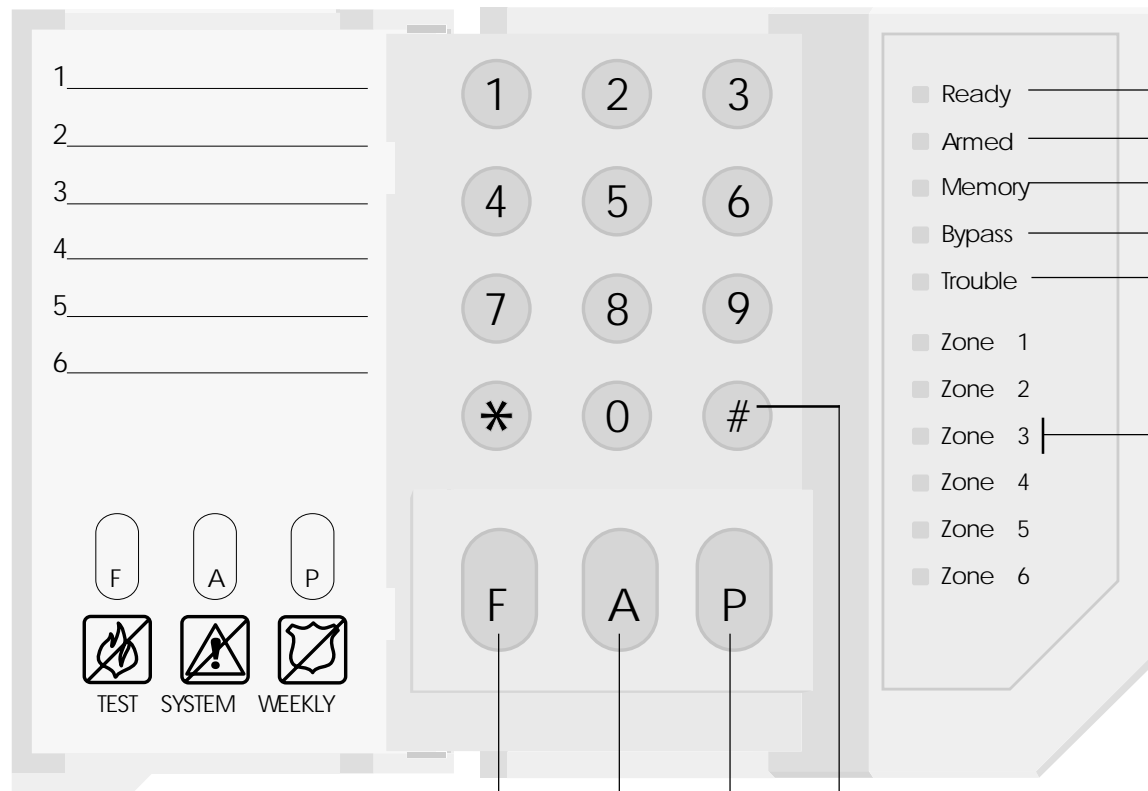 1
2
3
4
5
6
F A P
TEST SYSTEM WEEKLY
1 2 3
4 5 6
7 8 9
* 0 #
F A P
Ready
Armed
Memory
Bypass
Trouble
Zone 1
Zone 2
Zone 3
Zone 4
Zone 5
Zone 6